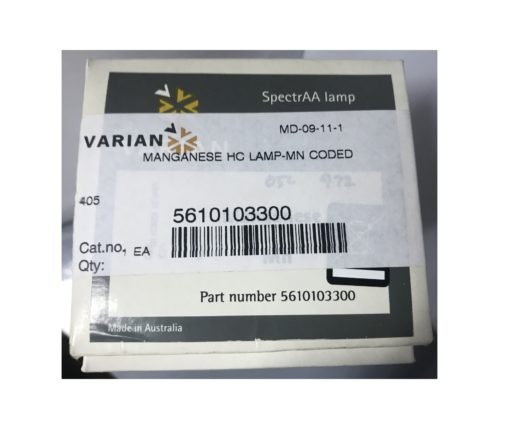 SpectrAA lamp
MD-09-11-1
VARIAN
MANGANESE HC LAMP-MN CODED
405
5610103300
Cat.no. 1 EA
Qty:
Part number 5610103300
Made in Australia